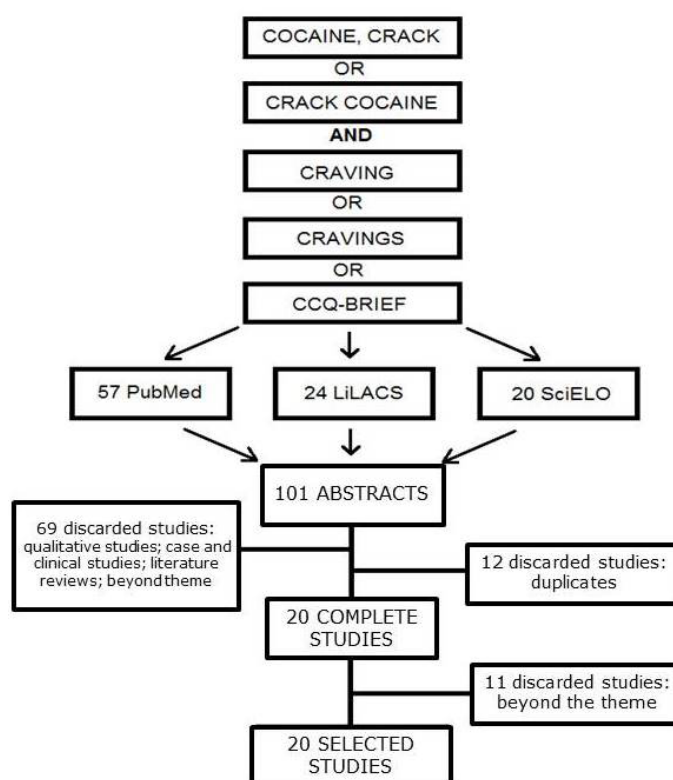 COCAINE, CRACK
OR
CRACK COCAINE
AND
CRAVING
OR
CRAVINGS
OR
CCQ-BRIEF
57 PubMed
24 LiLACS
20 SciELO
101 ABSTRACTS
69 discarded studies:
qualitative studies; case and
clinical studies; literature
reviews; beyond theme
12 discarded studies:
duplicates
20 COMPLETE
STUDIES
11 discarded studies:
beyond the theme
20 SELECTED
STUDIES